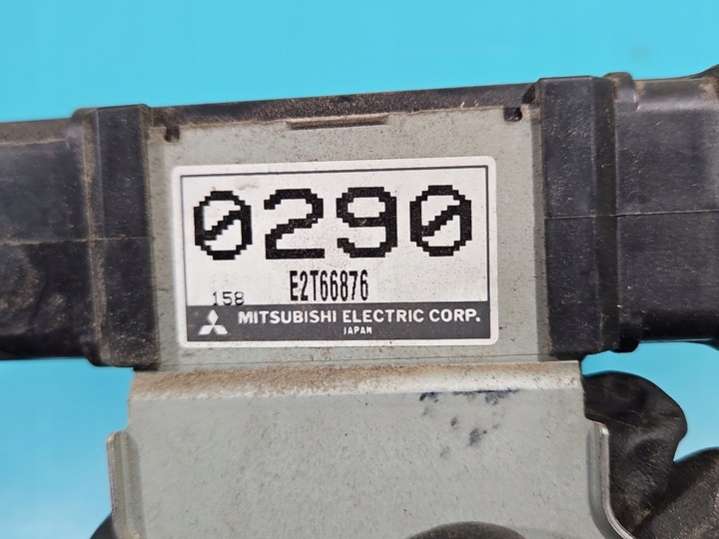 0290
E2T66876
158
MITSUBISHI ELECTRIC CORP.
JAPAN